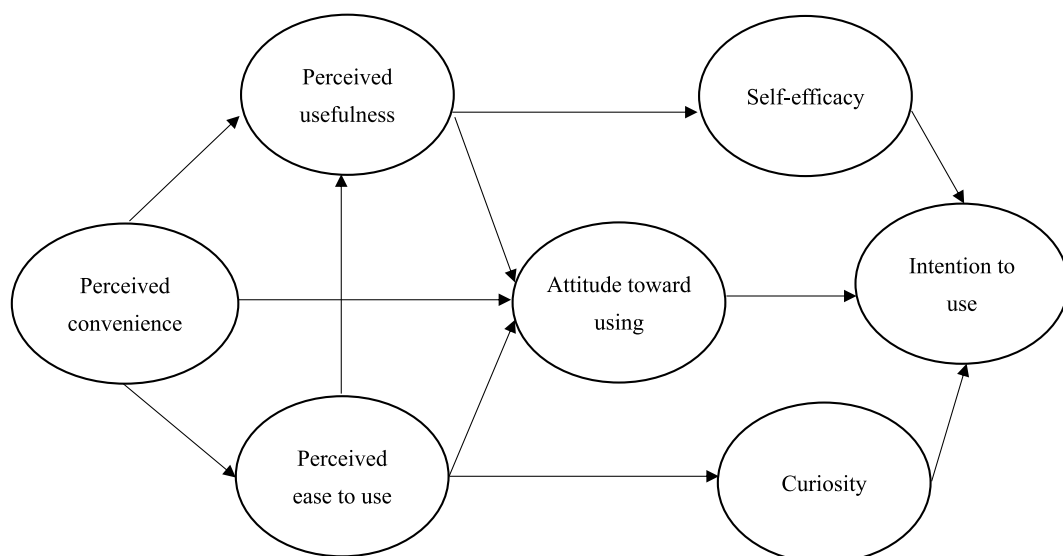 Perceived
usefulness
Self-efficacy
Perceived
convenience
Attitude toward
using
Intention to
use
Perceived
ease to use
Curiosity